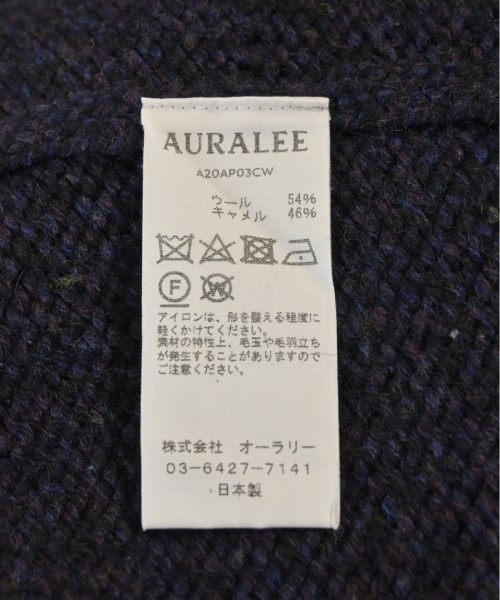 AURALEE
A20AP03CW
ウール 54%
キャメル 46%
F W
アイロンは、形を整える程度に
軽くかけてください。
素材の特性上、毛玉や毛羽立ち
が発生することがありますのでご
注意ください。
株式会社 オーラリー
03-6427-7141
日本製